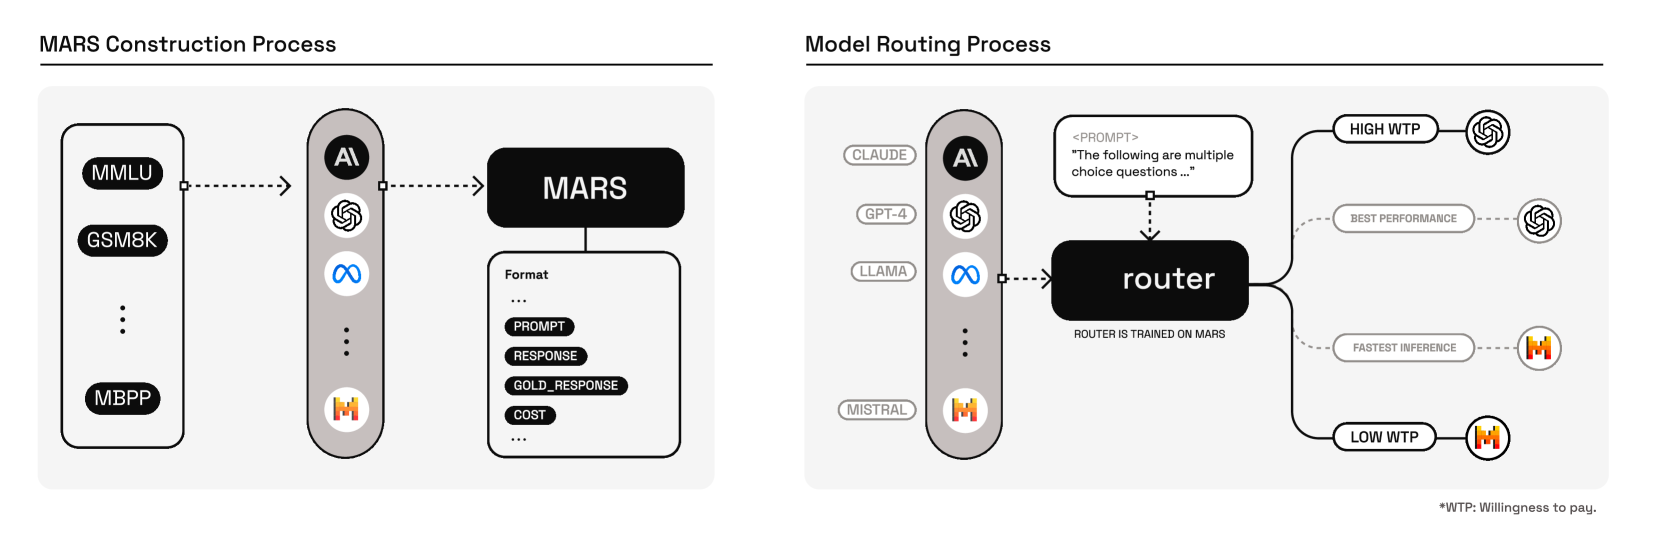 MARS Construction Process
MMLU
GSM8K
MBPP
MARS
Format
...
PROMPT
RESPONSE
GOLD_RESPONSE
COST
...
Model Routing Process
CLAUDE
GPT-4
LLAMA
MISTRAL
<PROMPT>
"The following are multiple
choice questions ..."
router
ROUTER IS TRAINED ON MARS
HIGH WTP
BEST PERFORMANCE
FASTEST INFERENCE
LOW WTP
*WTP: Willingness to pay.